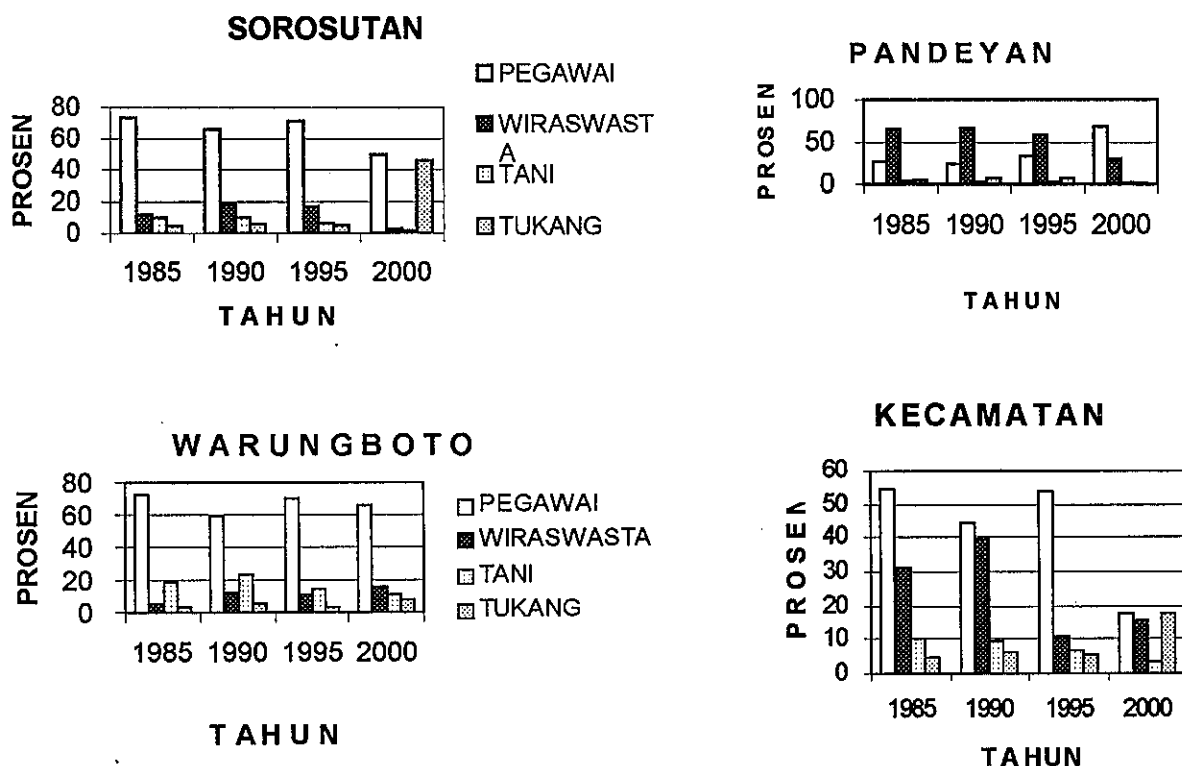 SOROSUTAN
PROSEN
80
60
40
20
0
1985 1990 1995 2000
TAHUN
PEGAWAI
WIRASWAST
A
TANI
TUKANG
PANDEYAN
PROSEN
100
50
0
1985 1990 1995 2000
TAHUN
WARUNGBOTO
PROSEN
80
60
40
20
0
1985 1990 1995 2000
TAHUN
PEGAWAI
WIRASWASTA
TANI
TUKANG
KECAMATAN
PROSEN
60
50
40
30
20
10
0
1985 1990 1995 2000
TAHUN